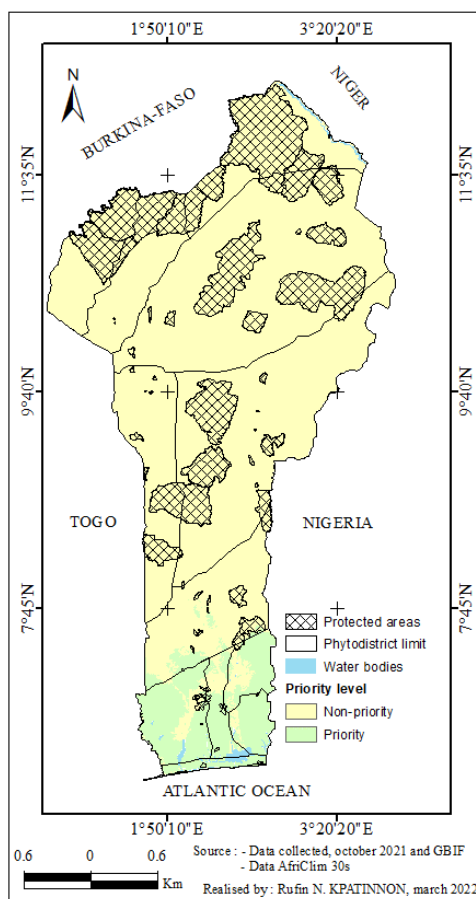 1°50'10"E 3°20'20"E
N
BURKINA-FASO
NIGER
11°35'N 11°35'N
9°40'N 9°40'N
TOGO
NIGERIA
7°45'N 7°45'N
Protected areas
Phytodistrict limit
Water bodies
Priority level
Non-priority
Priority
ATLANTIC OCEAN
1°50'10"E 3°20'20"E
0.6 0 0.6
Km
Source : - Data collected, october 2021 and GBIF
- Data AfriClim 30s
Realised by : Rufin N. KPATINNON, march 2022